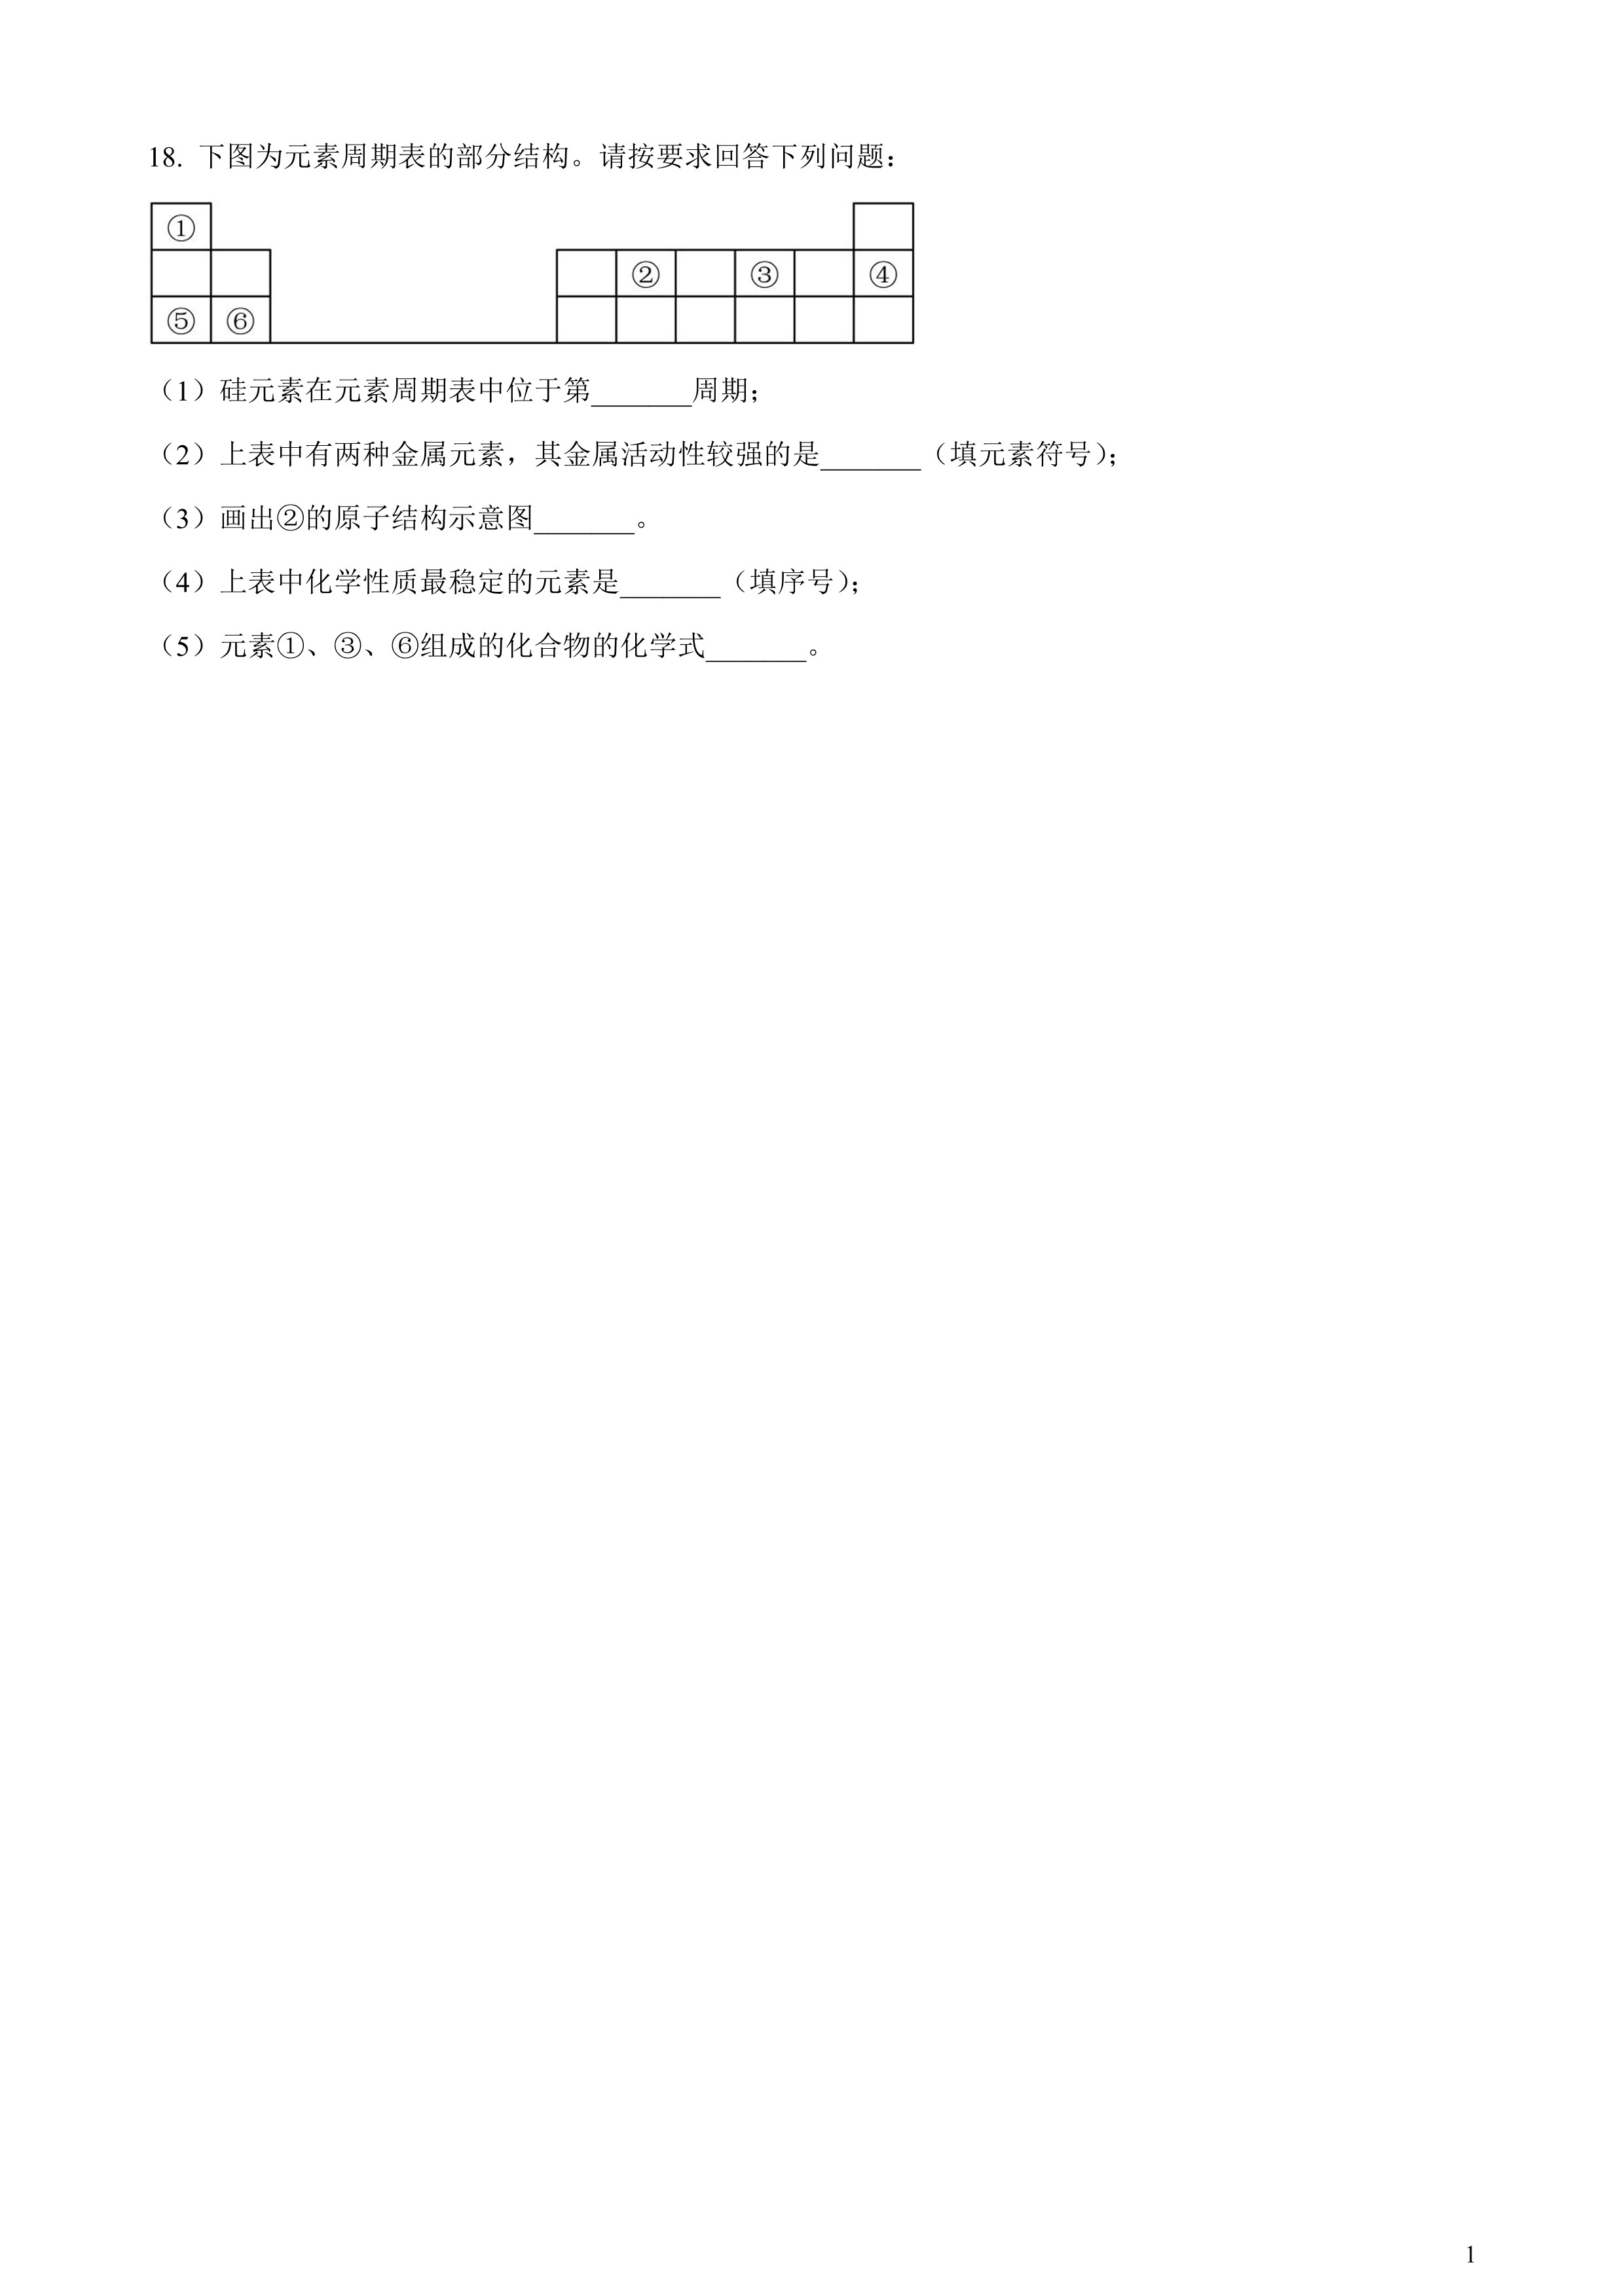 18. 下图为元素周期表的部分结构。请按要求回答下列问题：
①
② ③ ④
⑤ ⑥
（1）硅元素在元素周期表中位于第_______周期；
（2）上表中有两种金属元素，其金属活动性较强的是_______（填元素符号）；
（3）画出②的原子结构示意图_______。
（4）上表中化学性质最稳定的元素是_______（填序号）；
（5）元素①、③、⑥组成的化合物的化学式_______。
1